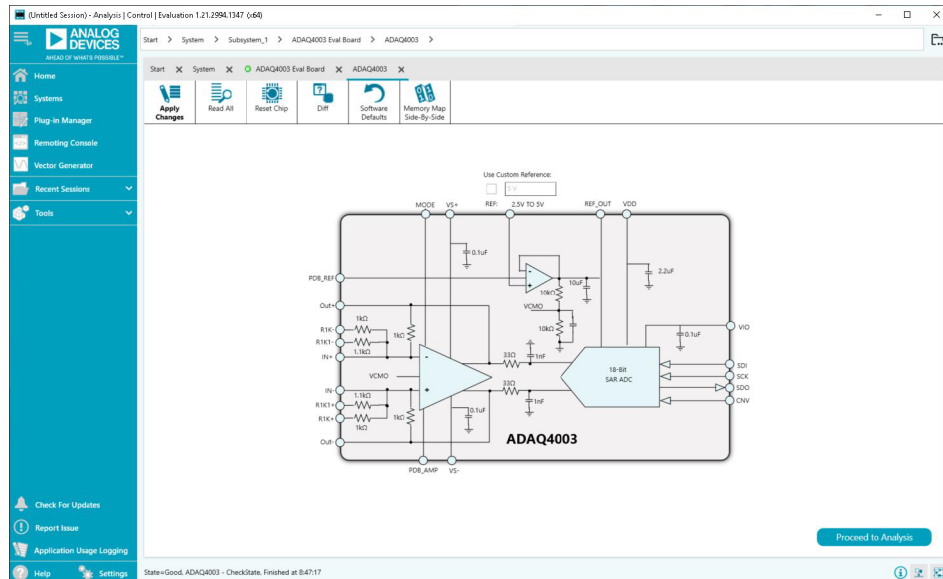 (Untitled Session) - Analysis | Control | Evaluation 1.21.2994.1347 (x64)
ANALOG
DEVICES
AHEAD OF WHAT'S POSSIBLE™
Home
Systems
Plug-in Manager
Remoting Console
Vector Generator
Recent Sessions
Tools
Check For Updates
Report Issue
Application Usage Logging
Help
Settings
Start > System > Subsystem_1 > ADAQ4003 Eval Board > ADAQ4003 >
Start X System X ADAQ4003 Eval Board X ADAQ4003 X
Apply
Changes
Read All
Reset Chip
Diff
Software
Defaults
Memory Map
Side-By-Side
Use Custom Reference:
5 V
MODE VS+ REF: 2.5V TO 5V REF_OUT VDD
0.1uF
2.2uF
PDB_REF
10uF
10kΩ
VCMO
10kΩ
Out+
1kΩ
R1K-
1kΩ
R1K1-
1.1kΩ
IN+
VCMO
33Ω
1nF
18-Bit
SAR ADC
0.1uF
VIO
SDI
SCK
SDO
CNV
33Ω
1nF
IN-
1.1kΩ
R1K1+
1kΩ
R1K+
1kΩ
0.1uF
Out-
ADAQ4003
PDB_AMP VS-
Proceed to Analysis
State=Good, ADAQ4003 - CheckState, Finished at 8:47:17